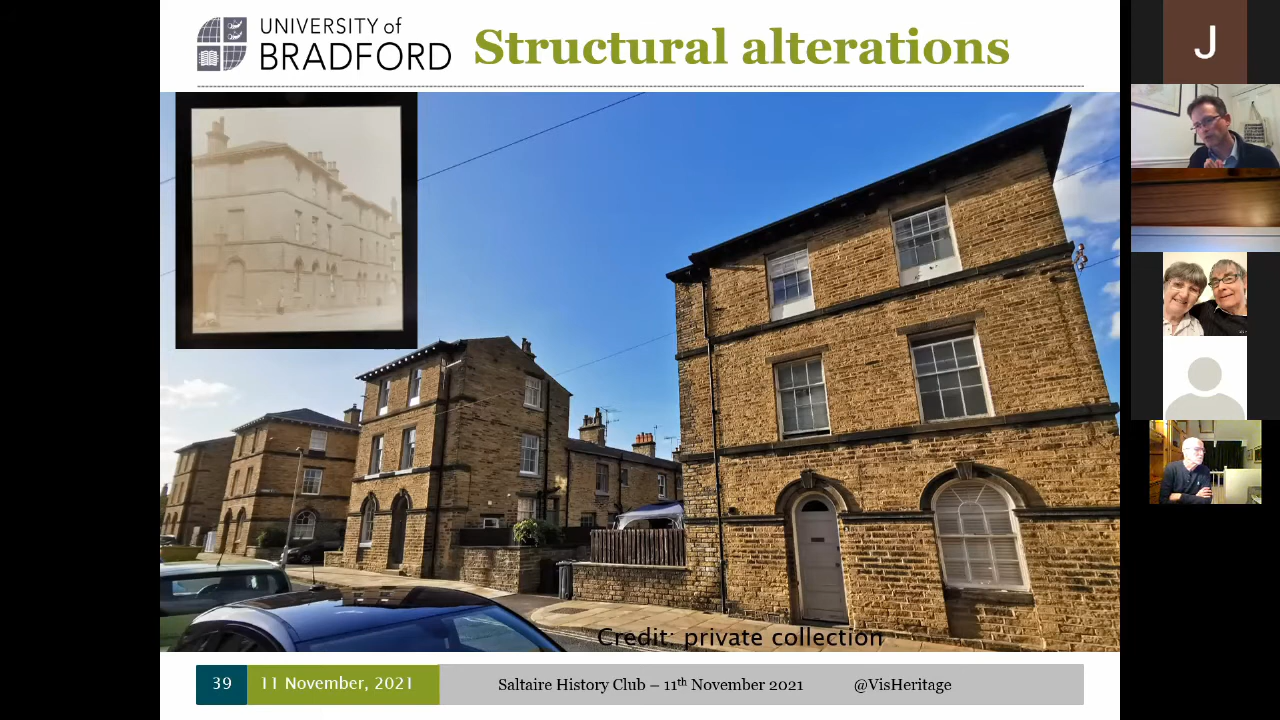 UNIVERSITY of
BRADFORD
Structural alterations
J
Credit: private collection
39
11 November, 2021
Saltaire History Club – 11th November 2021
@VisHeritage